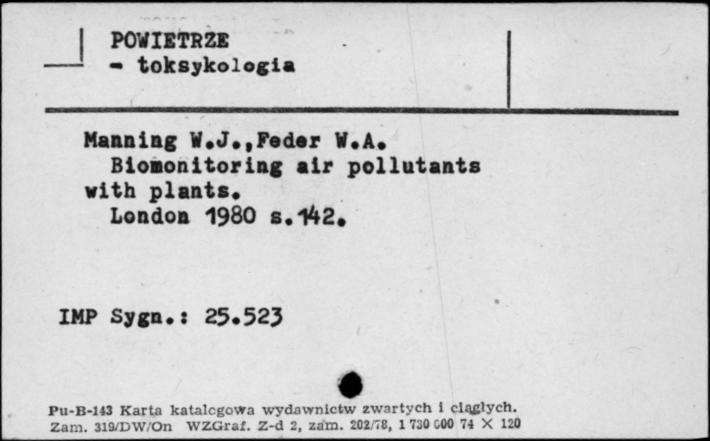 POWIETRZE
- toksykologia
Manning W.J.,Feder W.A.
Biomonitoring air pollutants
with plants.
London 1980 s.142.
IMP Sygn.: 25.523
Pu-B-143 Karta katalogowa wydawnictw zwartych i ciągłych.
Zam. 319/DW/On WZGraf. Z-d 2, zam. 202/78, 1 730 000 74 × 120